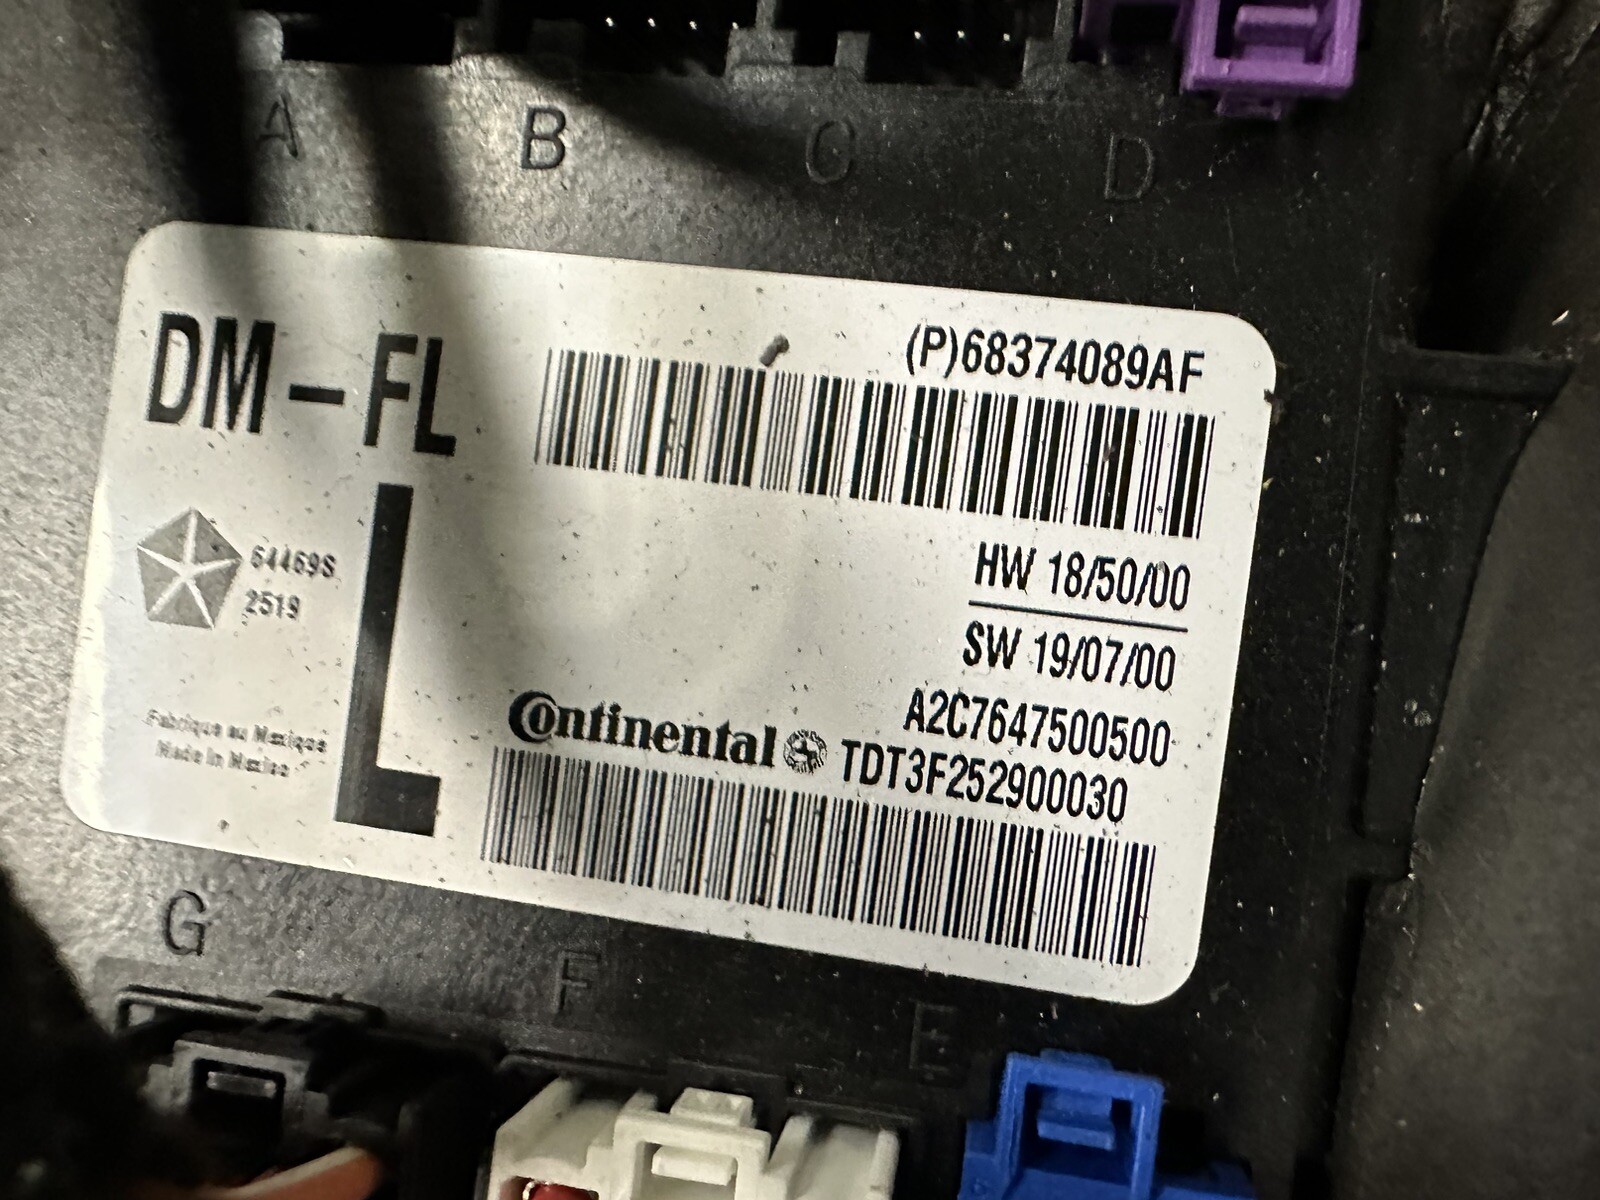 A B C D
DM-FL
(P)68374089AF
L
64469S
2519
HW 18/50/00
SW 19/07/00
A2C7647500500
Continental TDT3F252900030
Fabrique au Mexique
Made in Mexico
G F E